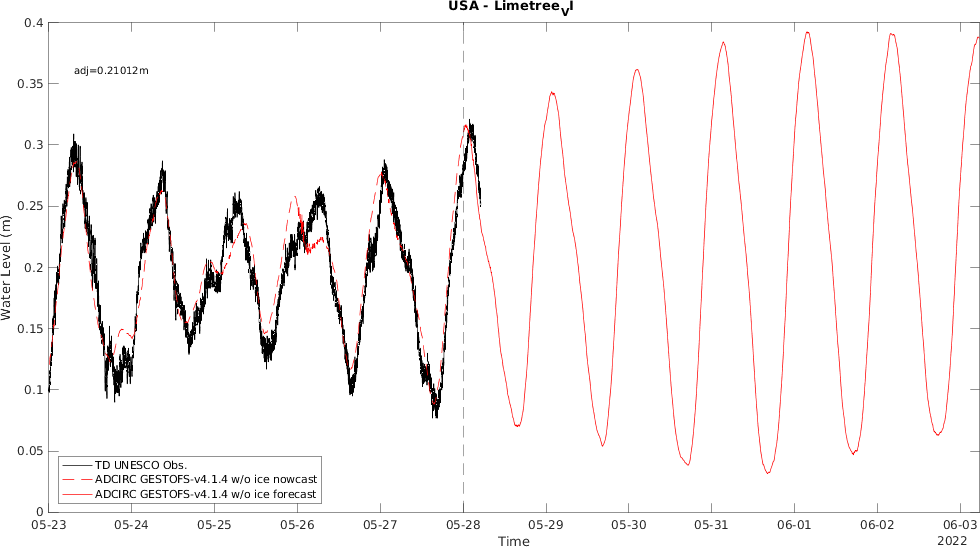 USA - Limetree_VI
0.4
adj=0.21012m
0.35
0.3
0.25
0.2
0.15
0.1
0.05
0
Water Level (m)
TD UNESCO Obs.
ADCIRC GESTOFS-v4.1.4 w/o ice nowcast
ADCIRC GESTOFS-v4.1.4 w/o ice forecast
05-23 05-24 05-25 05-26 05-27 05-28 05-29 05-30 05-31 06-01 06-02 06-03
Time
2022